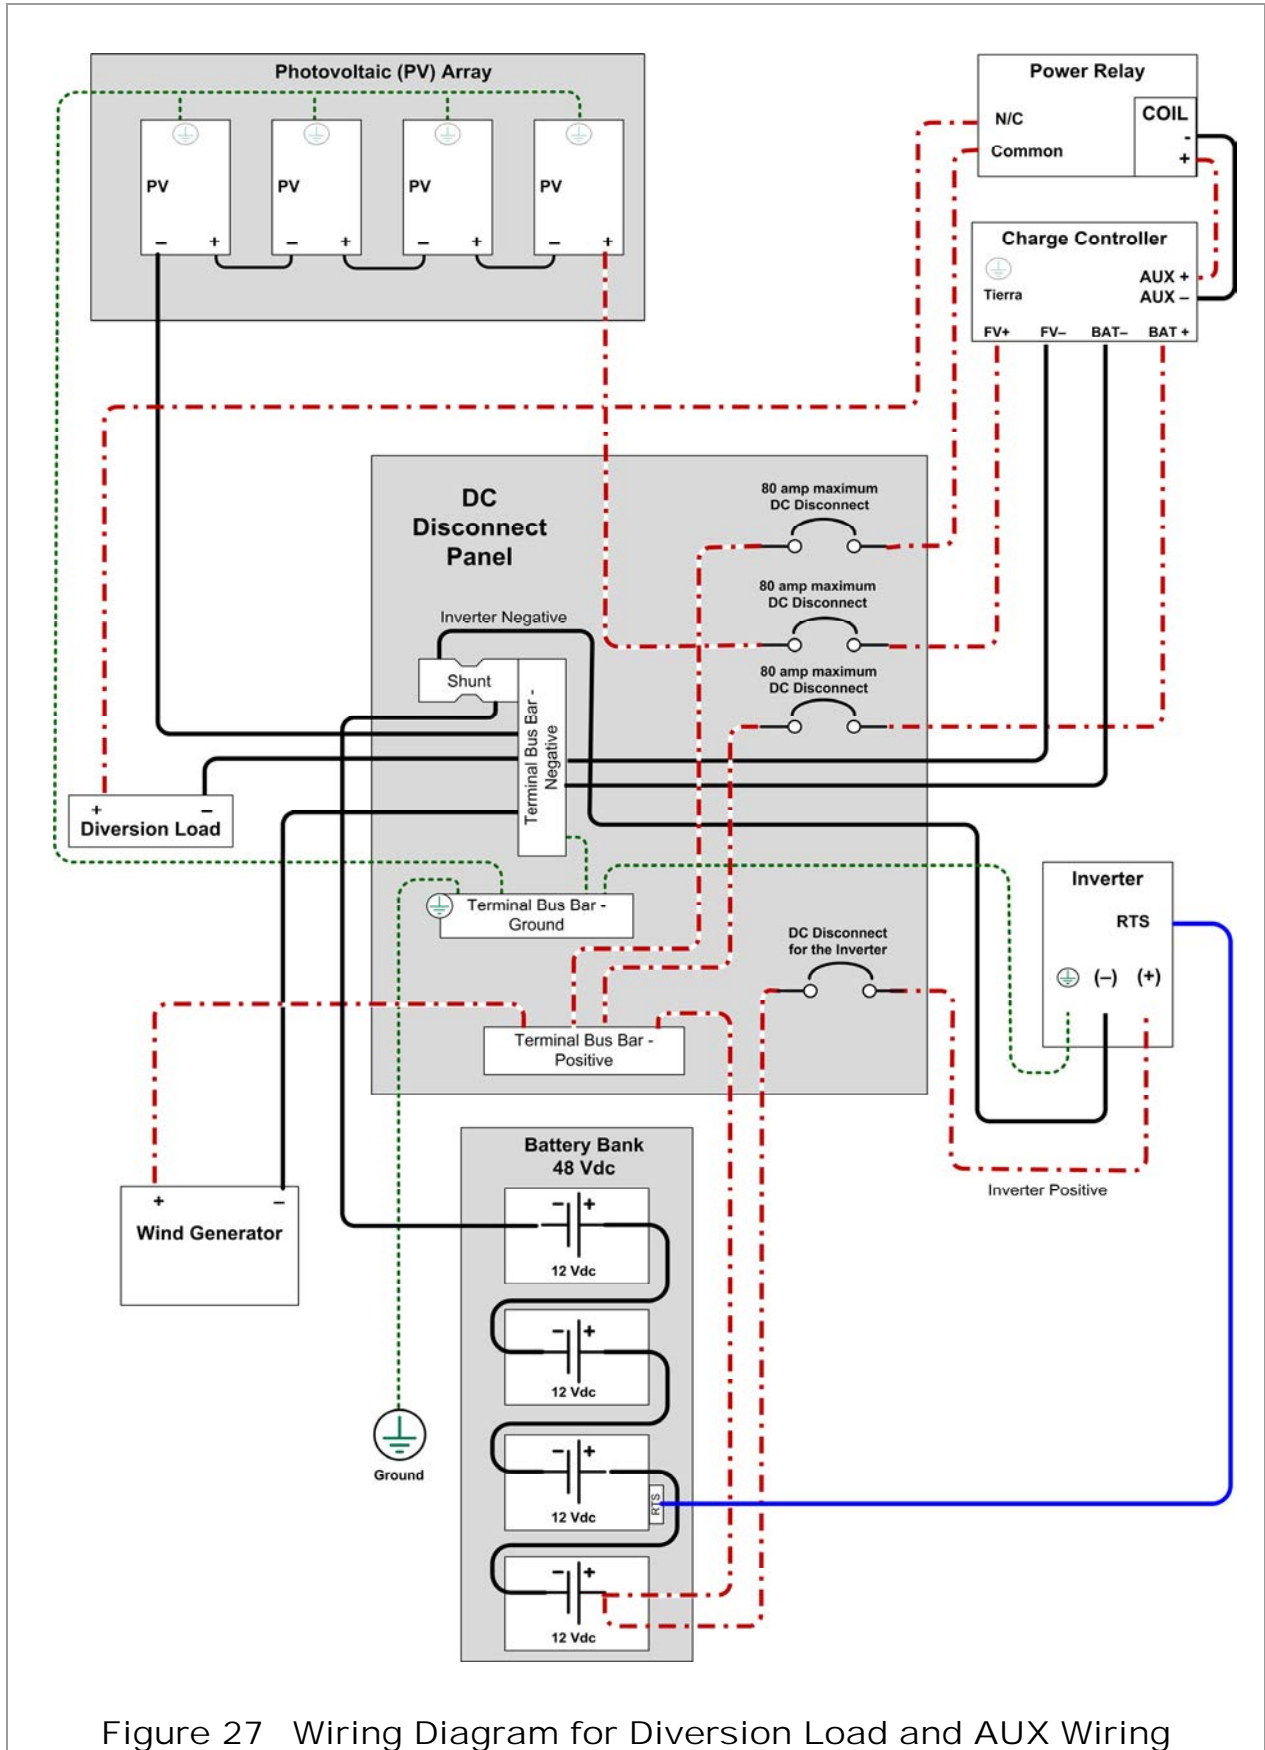 Photovoltaic (PV) Array
PV
PV
PV
PV
– +
– +
– +
– +
Power Relay
N/C
Common
COIL
-
+
Charge Controller
Tierra
AUX +
AUX –
FV+ FV– BAT– BAT +
DC
Disconnect
Panel
80 amp maximum
DC Disconnect
80 amp maximum
DC Disconnect
80 amp maximum
DC Disconnect
Inverter Negative
Shunt
Terminal Bus Bar -
Negative
+ –
Diversion Load
Terminal Bus Bar -
Ground
DC Disconnect
for the Inverter
Inverter
RTS
(–) (+)
Terminal Bus Bar -
Positive
Inverter Positive
+ –
Wind Generator
Battery Bank
48 Vdc
– +
12 Vdc
– +
12 Vdc
– +
12 Vdc
RTS
– +
12 Vdc
Ground
Figure 27 Wiring Diagram for Diversion Load and AUX Wiring